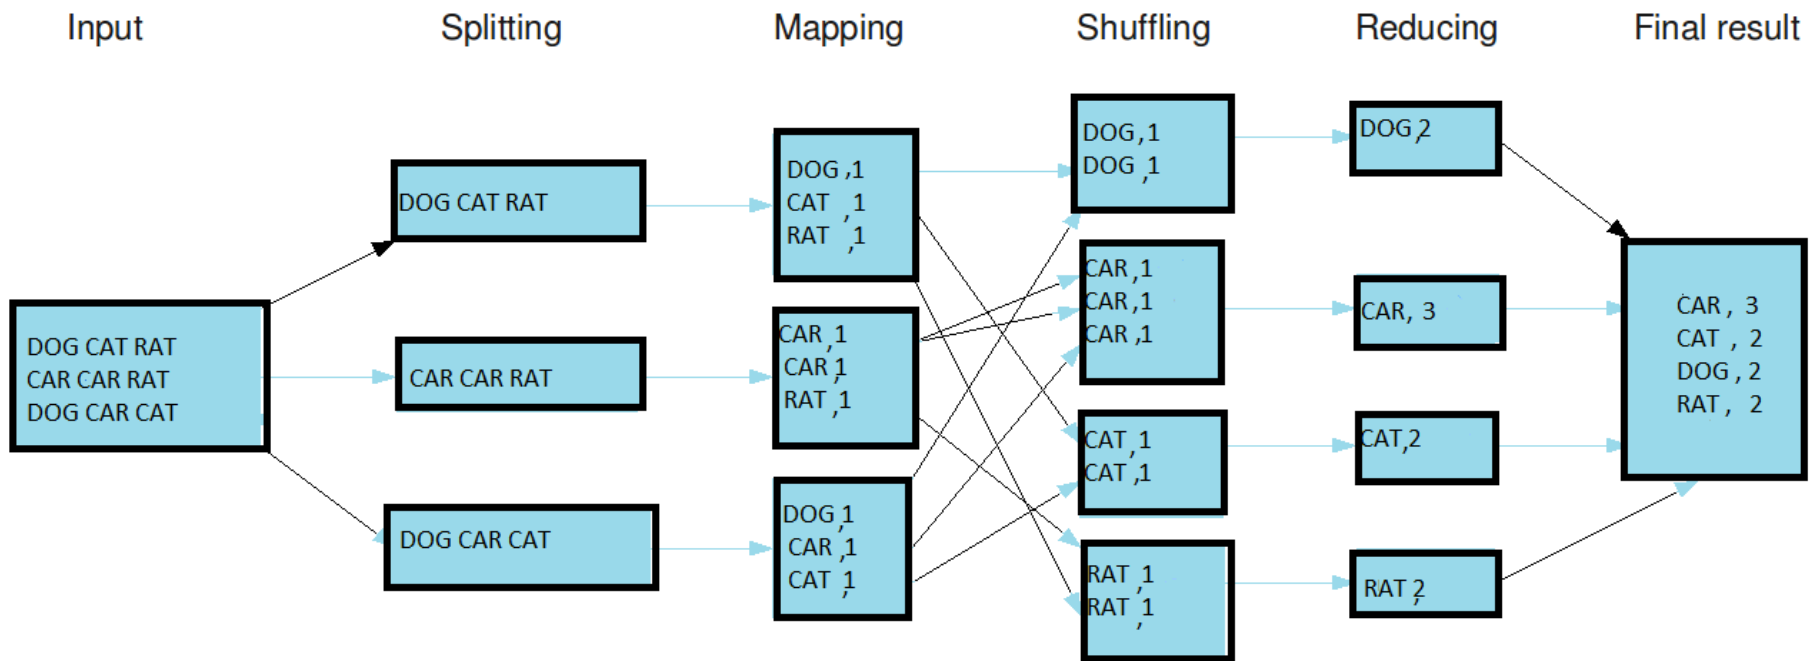 Input
Splitting
Mapping
Shuffling
Reducing
Final result
DOG CAT RAT
CAR CAR RAT
DOG CAR CAT
DOG CAT RAT
CAR CAR RAT
DOG CAR CAT
DOG ,1
CAT ,1
RAT ,1
CAR ,1
CAR ,1
RAT ,1
DOG ,1
CAR ,1
CAT ,1
DOG ,1
DOG ,1
CAR ,1
CAR ,1
CAR ,1
CAT ,1
CAT ,1
RAT ,1
RAT ,1
DOG ,2
CAR, 3
CAT,2
RAT 2,
CAR , 3
CAT , 2
DOG , 2
RAT , 2